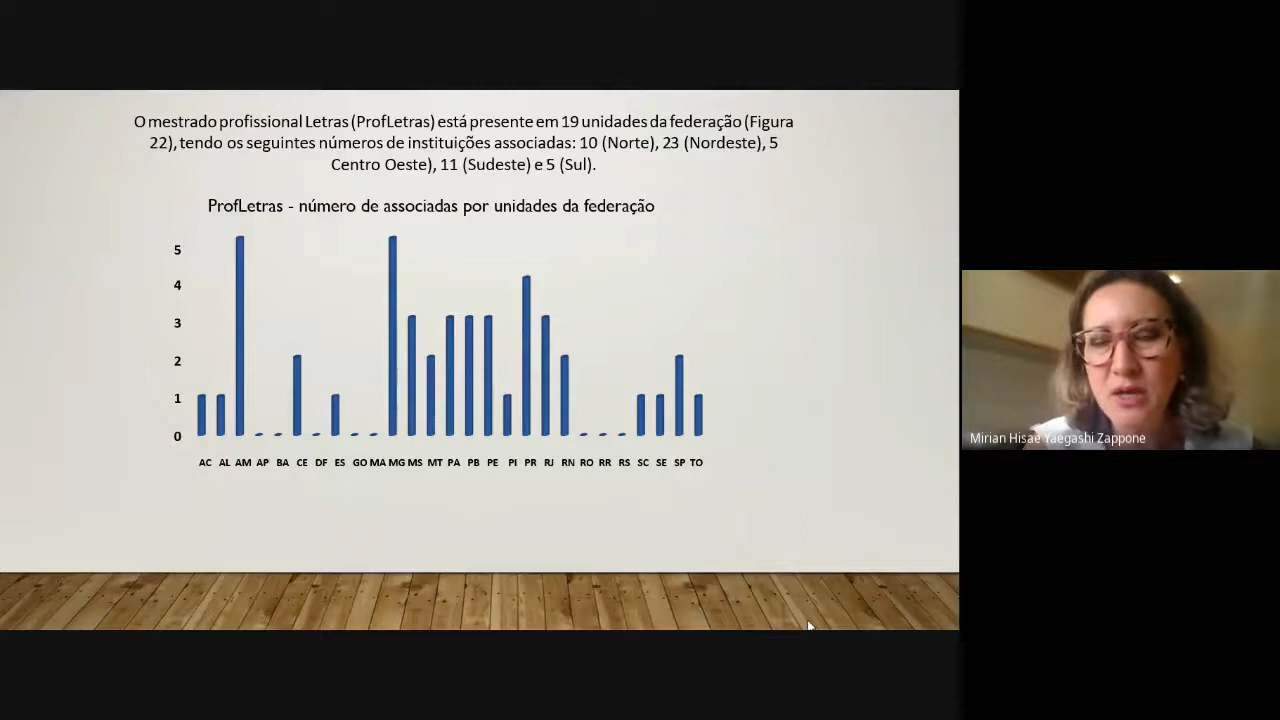 O mestrado profissional Letras (ProfLetras) está presente em 19 unidades da federação (Figura
22), tendo os seguintes números de instituições associadas: 10 (Norte), 23 (Nordeste), 5
Centro Oeste), 11 (Sudeste) e 5 (Sul).
ProfLetras - número de associadas por unidades da federação
5
4
3
2
1
0
AC AL AM AP BA CE DF ES GO MA MG MS MT PA PB PE PI PR RJ RN RO RR RS SC SE SP TO
Mirian Hisae Yaegashi Zappone